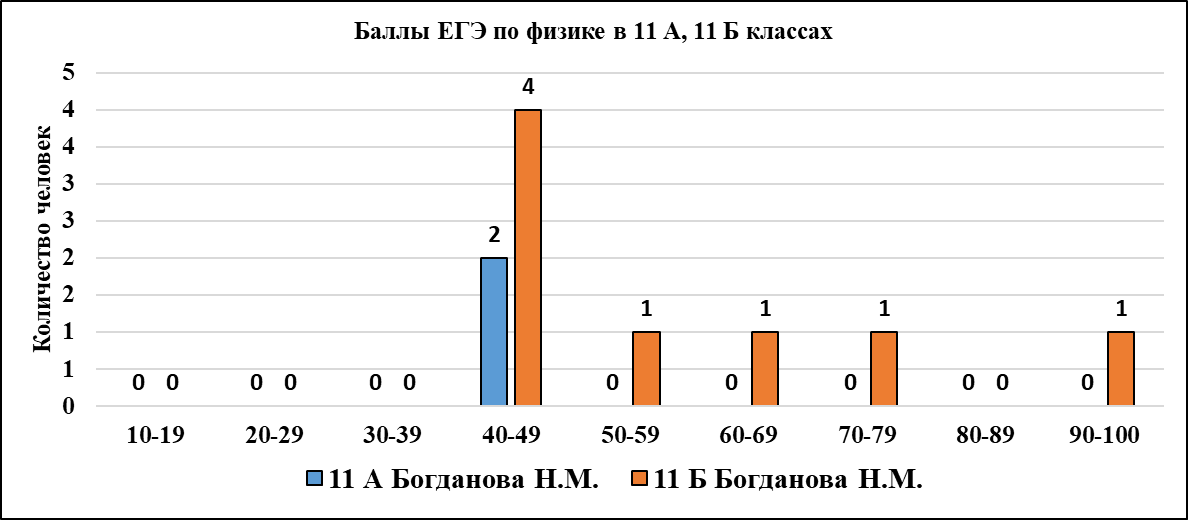 Баллы ЕГЭ по физике в 11 А, 11 Б классах
Количество человек
5
4
4
3
3
2
2
1
1
0
0 0 0 0 0 0 2 4 0 1 0 1 0 1 0 0 0 1
10-19 20-29 30-39 40-49 50-59 60-69 70-79 80-89 90-100
11 А Богданова Н.М. 11 Б Богданова Н.М.